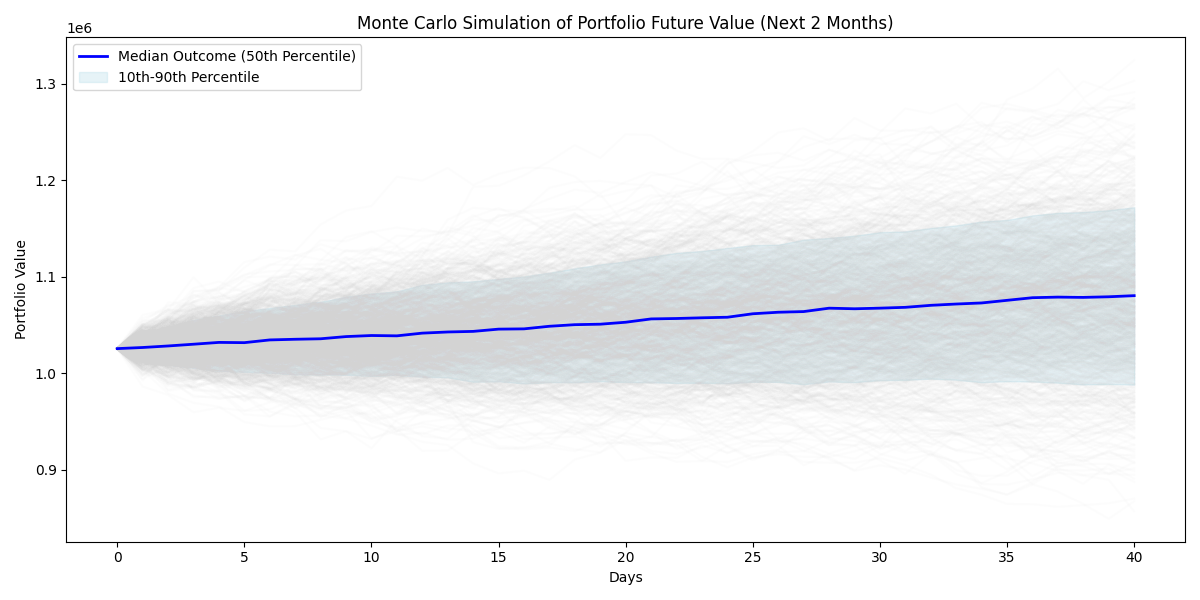 Monte Carlo Simulation of Portfolio Future Value (Next 2 Months)
1e6
Median Outcome (50th Percentile)
10th-90th Percentile
1.3
1.2
1.1
1.0
0.9
Portfolio Value
0 5 10 15 20 25 30 35 40
Days